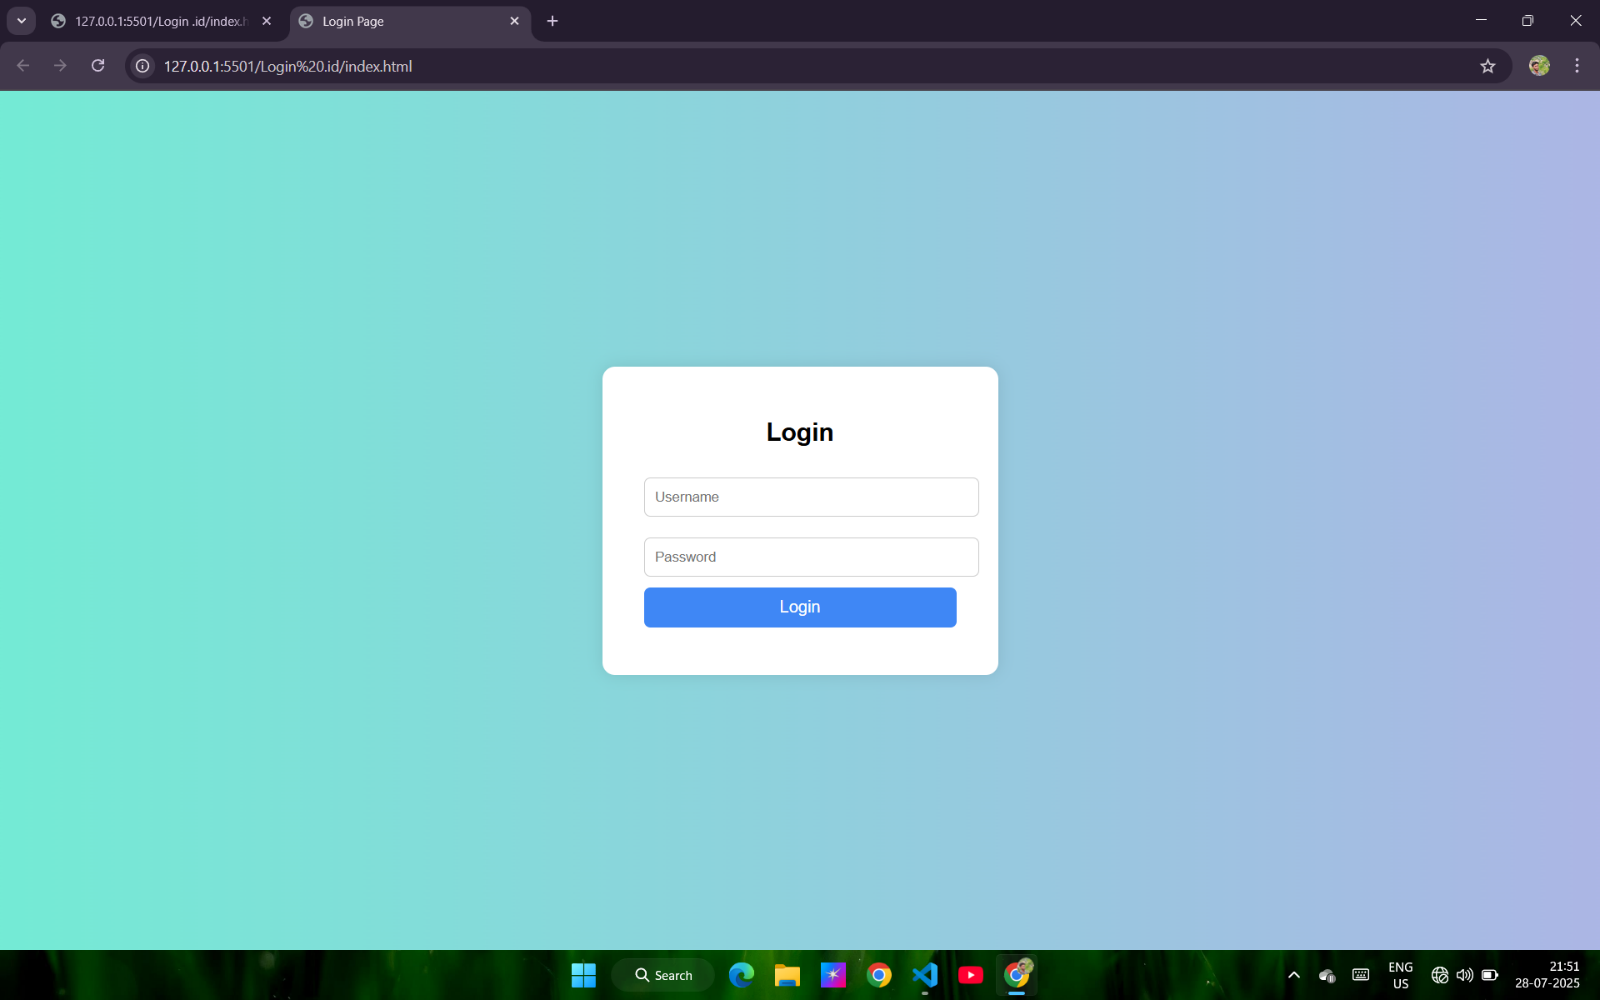 127.0.0.1:5501/Login .id/index.h
Login Page
127.0.0.1:5501/Login%20.id/index.html
Login
Username
Password
Login
Search
ENG
US
21:51
28-07-2025